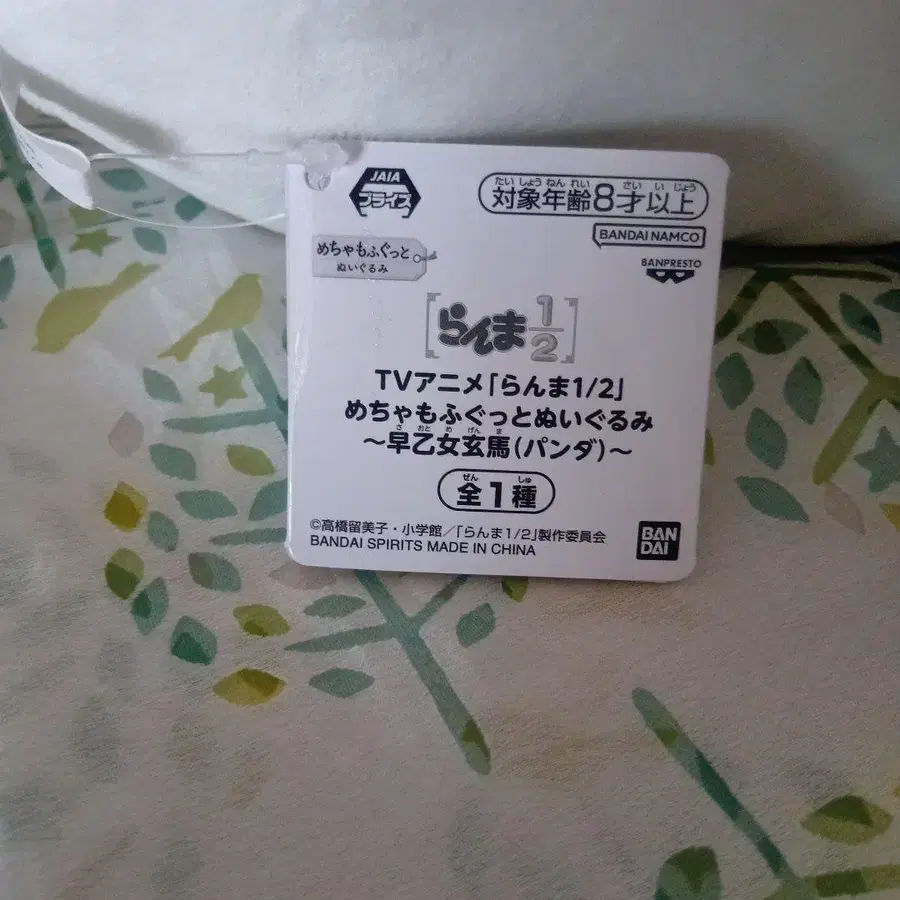 JAIA
プライズ
たいしょうねんれい さい いじょう
対象年齢8才以上
BANDAI NAMCO
BANPRESTO
めちゃもふぐっと
ぬいぐるみ
らんま1/2
TVアニメ「らんま1/2」
めちゃもふぐっとぬいぐるみ
さおとめげんま
～早乙女玄馬(パンダ)～
ぜん しゅ
全1種
©高橋留美子・小学館/「らんま1/2」製作委員会
BANDAI SPIRITS MADE IN CHINA
BAN
DAI